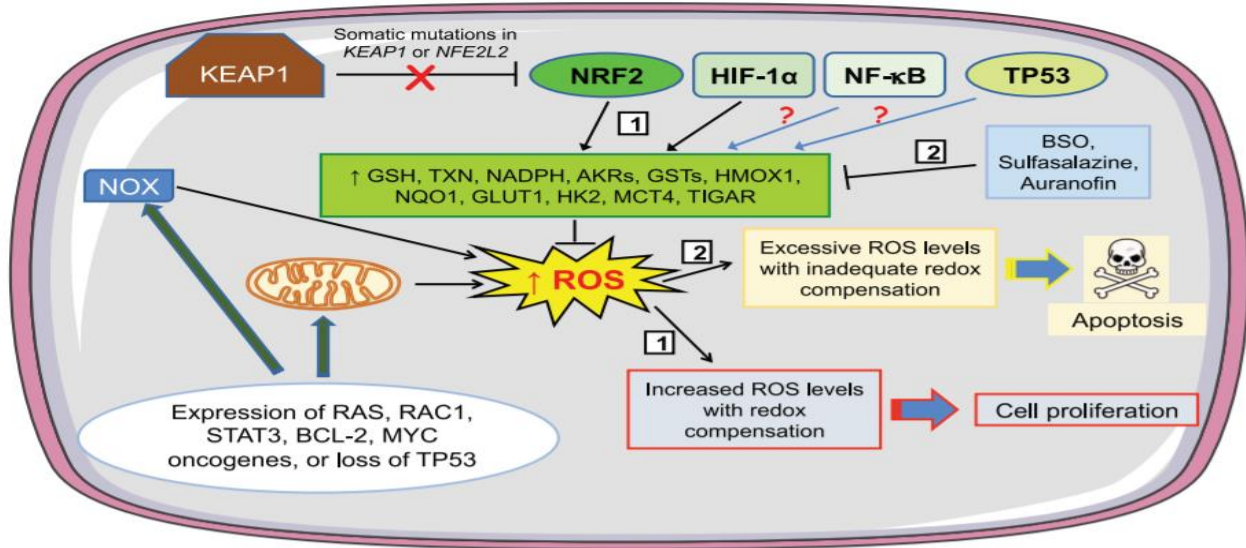 Somatic mutations in
KEAP1 or NFE2L2
KEAP1
NRF2
HIF-1α
NF-κB
TP53
1
?
?
2
BSO,
Sulfasalazine,
Auranofin
↑ GSH, TXN, NADPH, AKRs, GSTs, HMOX1,
NQO1, GLUT1, HK2, MCT4, TIGAR
NOX
↑ ROS
2
Excessive ROS levels
with inadequate redox
compensation
Apoptosis
1
Increased ROS levels
with redox
compensation
Cell proliferation
Expression of RAS, RAC1,
STAT3, BCL-2, MYC
oncogenes, or loss of TP53